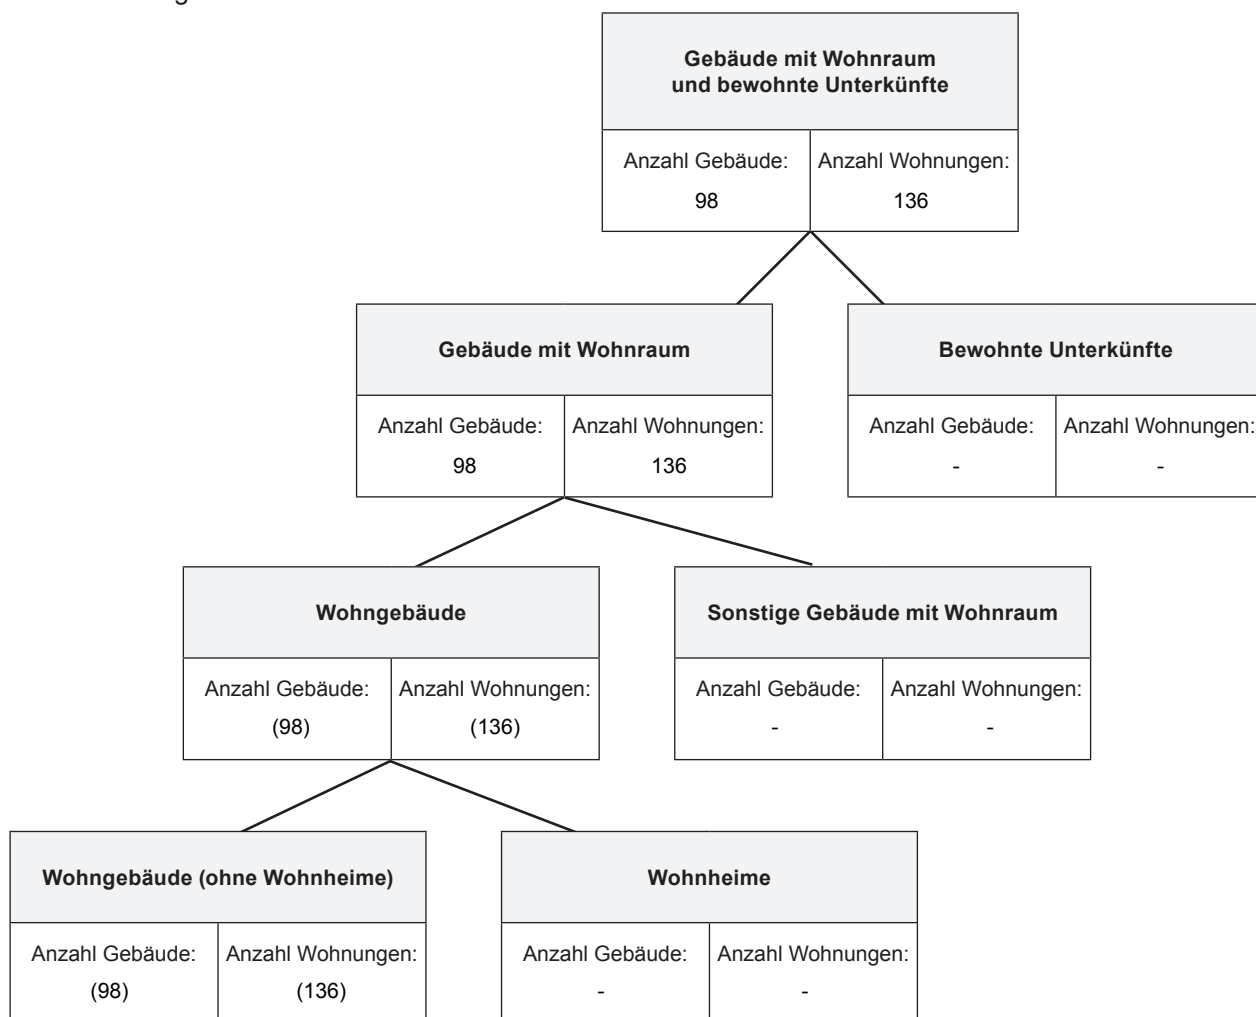 Gebäude mit Wohnraum
und bewohnte Unterkünfte
Anzahl Gebäude: Anzahl Wohnungen:
98 136
Gebäude mit Wohnraum
Bewohnte Unterkünfte
Anzahl Gebäude: Anzahl Wohnungen:
98 136
Anzahl Gebäude: Anzahl Wohnungen:
- -
Wohngebäude
Sonstige Gebäude mit Wohnraum
Anzahl Gebäude: Anzahl Wohnungen:
(98) (136)
Anzahl Gebäude: Anzahl Wohnungen:
- -
Wohngebäude (ohne Wohnheime)
Wohnheime
Anzahl Gebäude: Anzahl Wohnungen:
(98) (136)
Anzahl Gebäude: Anzahl Wohnungen:
- -